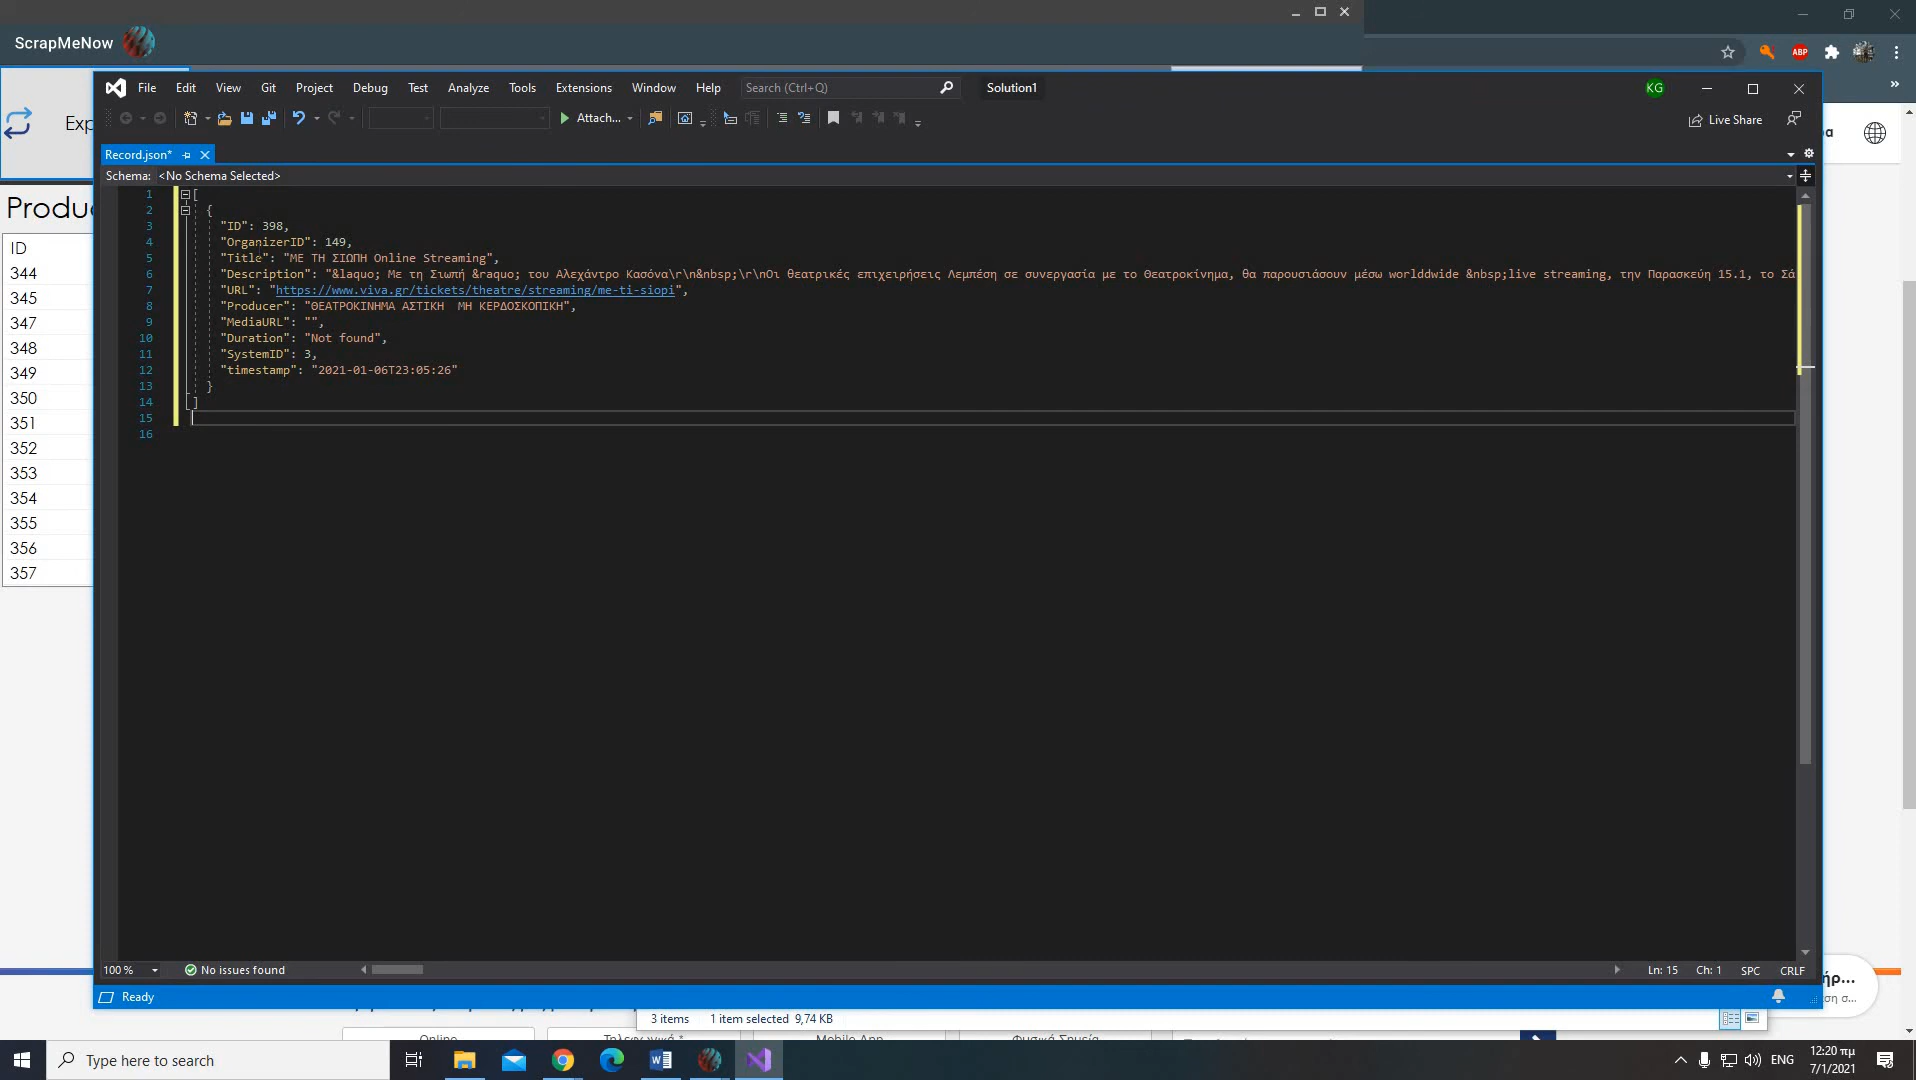 ScrapMeNow
File Edit View Git Project Debug Test Analyze Tools Extensions Window Help Search (Ctrl+Q) Solution1 KG
Attach... Live Share
Record.json*
Schema: <No Schema Selected>
1 [
2 {
3 "ID": 398,
4 "OrganizerID": 149,
5 "Title": "ΜΕ ΤΗ ΣΙΩΠΗ Online Streaming",
6 "Description": "&laquo; Με τη Σιωπή &raquo; του Αλεχάντρο Κασόνα\r\n&nbsp;\r\nΟι θεατρικές επιχειρήσεις Λεμπέση σε συνεργασία με το Θεατροκίνημα, θα παρουσιάσουν μέσω worlddwide &nbsp;live streaming, την Παρασκεύη 15.1, το Σά
7 "URL": "https://www.viva.gr/tickets/theatre/streaming/me-ti-siopi",
8 "Producer": "ΘΕΑΤΡΟΚΙΝΗΜΑ ΑΣΤΙΚΗ  ΜΗ ΚΕΡΔΟΣΚΟΠΙΚΗ",
9 "MediaURL": "",
10 "Duration": "Not found",
11 "SystemID": 3,
12 "timestamp": "2021-01-06T23:05:26"
13 }
14 ]
15
16
Exp
Produc
ID
344
345
347
348
349
350
351
352
353
354
355
356
357
ABP
100 % No issues found Ln: 15 Ch: 1 SPC CRLF
Ready
3 items 1 item selected 9,74 KB
Online Mobile App
Type here to search ΕΝG 12:20 πμ
7/1/2021